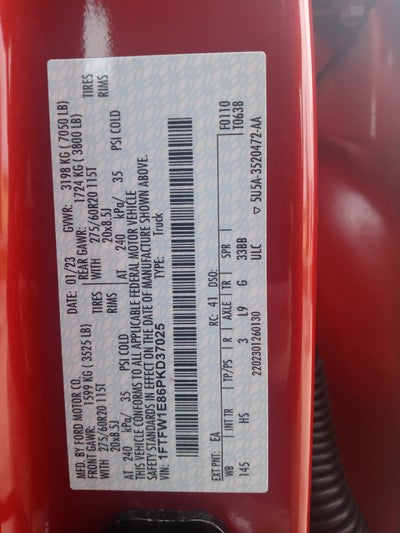 MFD. BY FORD MOTOR CO.
DATE: 01/23 GVWR: 3198 KG ( 7050 LB)
FRONT GAWR: 1599 KG (3525 LB) REAR GAWR: 1724 KG ( 3800 LB)
WITH 275/60R20 115T TIRES WITH 275/60R20 115T TIRES
20x8.5J RIMS 20x8.5J RIMS
AT 240 kPa/ 35 PSI COLD AT 240 kPa/ 35 PSI COLD
THIS VEHICLE CONFORMS TO ALL APPLICABLE FEDERAL MOTOR VEHICLE
SAFETY STANDARDS IN EFFECT ON THE DATE OF MANUFACTURE SHOWN ABOVE.
VIN: 1FTFW1E86PKD37025 TYPE: Truck
F0110
T0638
EXT PNT: EA RC: 41 DSO:
WB INT TR TP/PS R AXLE TR SPR
145 HS 3 L9 G 33BB
ULC
2202301260130 5U5A-3520472-AA